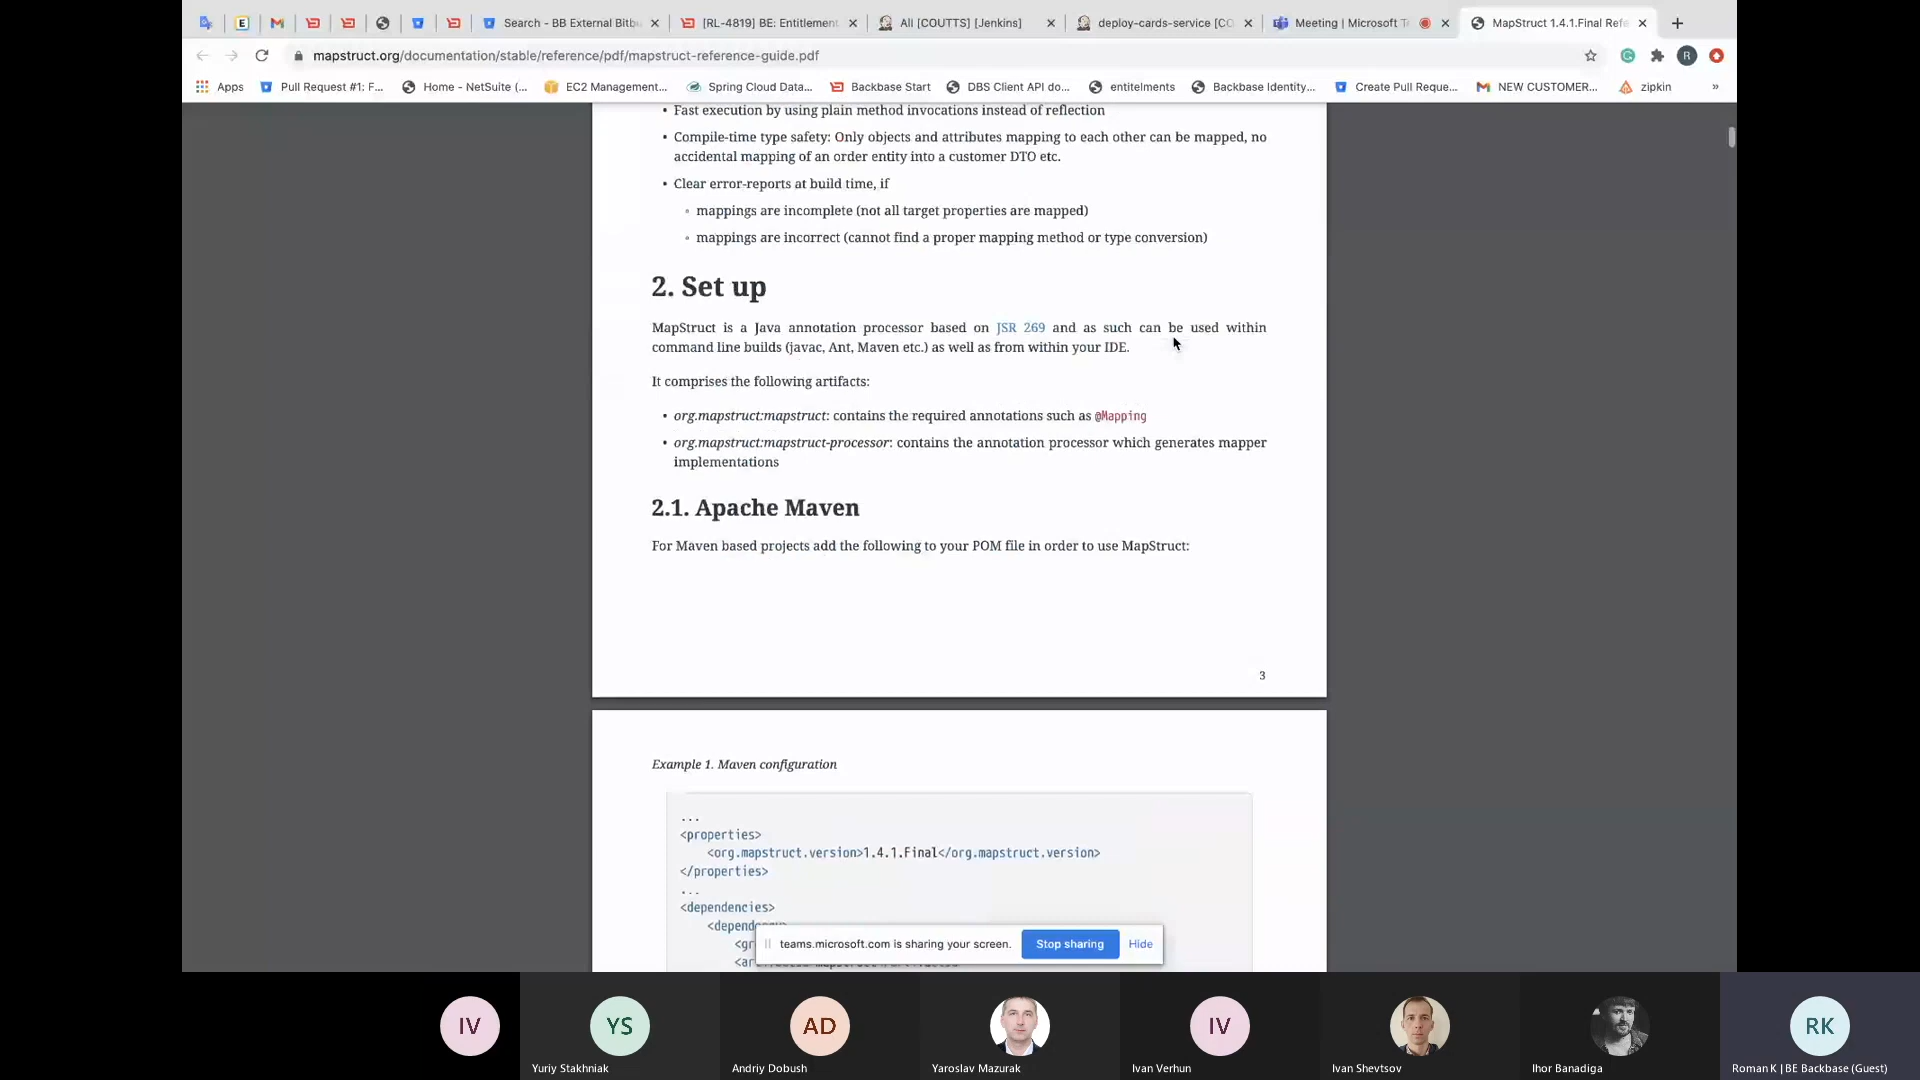 E
Search - BB External Bitbu
[RL-4819] BE: Entitlement
All [COUTTS] [Jenkins]
deploy-cards-service [CO
Meeting | Microsoft Te
MapStruct 1.4.1.Final Refe
mapstruct.org/documentation/stable/reference/pdf/mapstruct-reference-guide.pdf
R
Apps
Pull Request #1: F...
Home - NetSuite (...
EC2 Management...
Spring Cloud Data...
Backbase Start
DBS Client API do...
entitelments
Backbase Identity...
Create Pull Reque...
NEW CUSTOMER...
zipkin
»
• Fast execution by using plain method invocations instead of reflection
• Compile-time type safety: Only objects and attributes mapping to each other can be mapped, no
accidental mapping of an order entity into a customer DTO etc.
• Clear error-reports at build time, if
◦ mappings are incomplete (not all target properties are mapped)
◦ mappings are incorrect (cannot find a proper mapping method or type conversion)
2. Set up
MapStruct is a Java annotation processor based on JSR 269 and as such can be used within
command line builds (javac, Ant, Maven etc.) as well as from within your IDE.
It comprises the following artifacts:
• org.mapstruct:mapstruct: contains the required annotations such as @Mapping
• org.mapstruct:mapstruct-processor: contains the annotation processor which generates mapper
implementations
2.1. Apache Maven
For Maven based projects add the following to your POM file in order to use MapStruct:
3
Example 1. Maven configuration
...
<properties>
<org.mapstruct.version>1.4.1.Final</org.mapstruct.version>
</properties>
...
<dependencies>
<dependency>
<gr
<ar
teams.microsoft.com is sharing your screen.
Stop sharing
Hide
IV
YS
AD
IV
RK
Yuriy Stakhniak
Andriy Dobush
Yaroslav Mazurak
Ivan Verhun
Ivan Shevtsov
Ihor Banadiga
Roman K | BE Backbase (Guest)